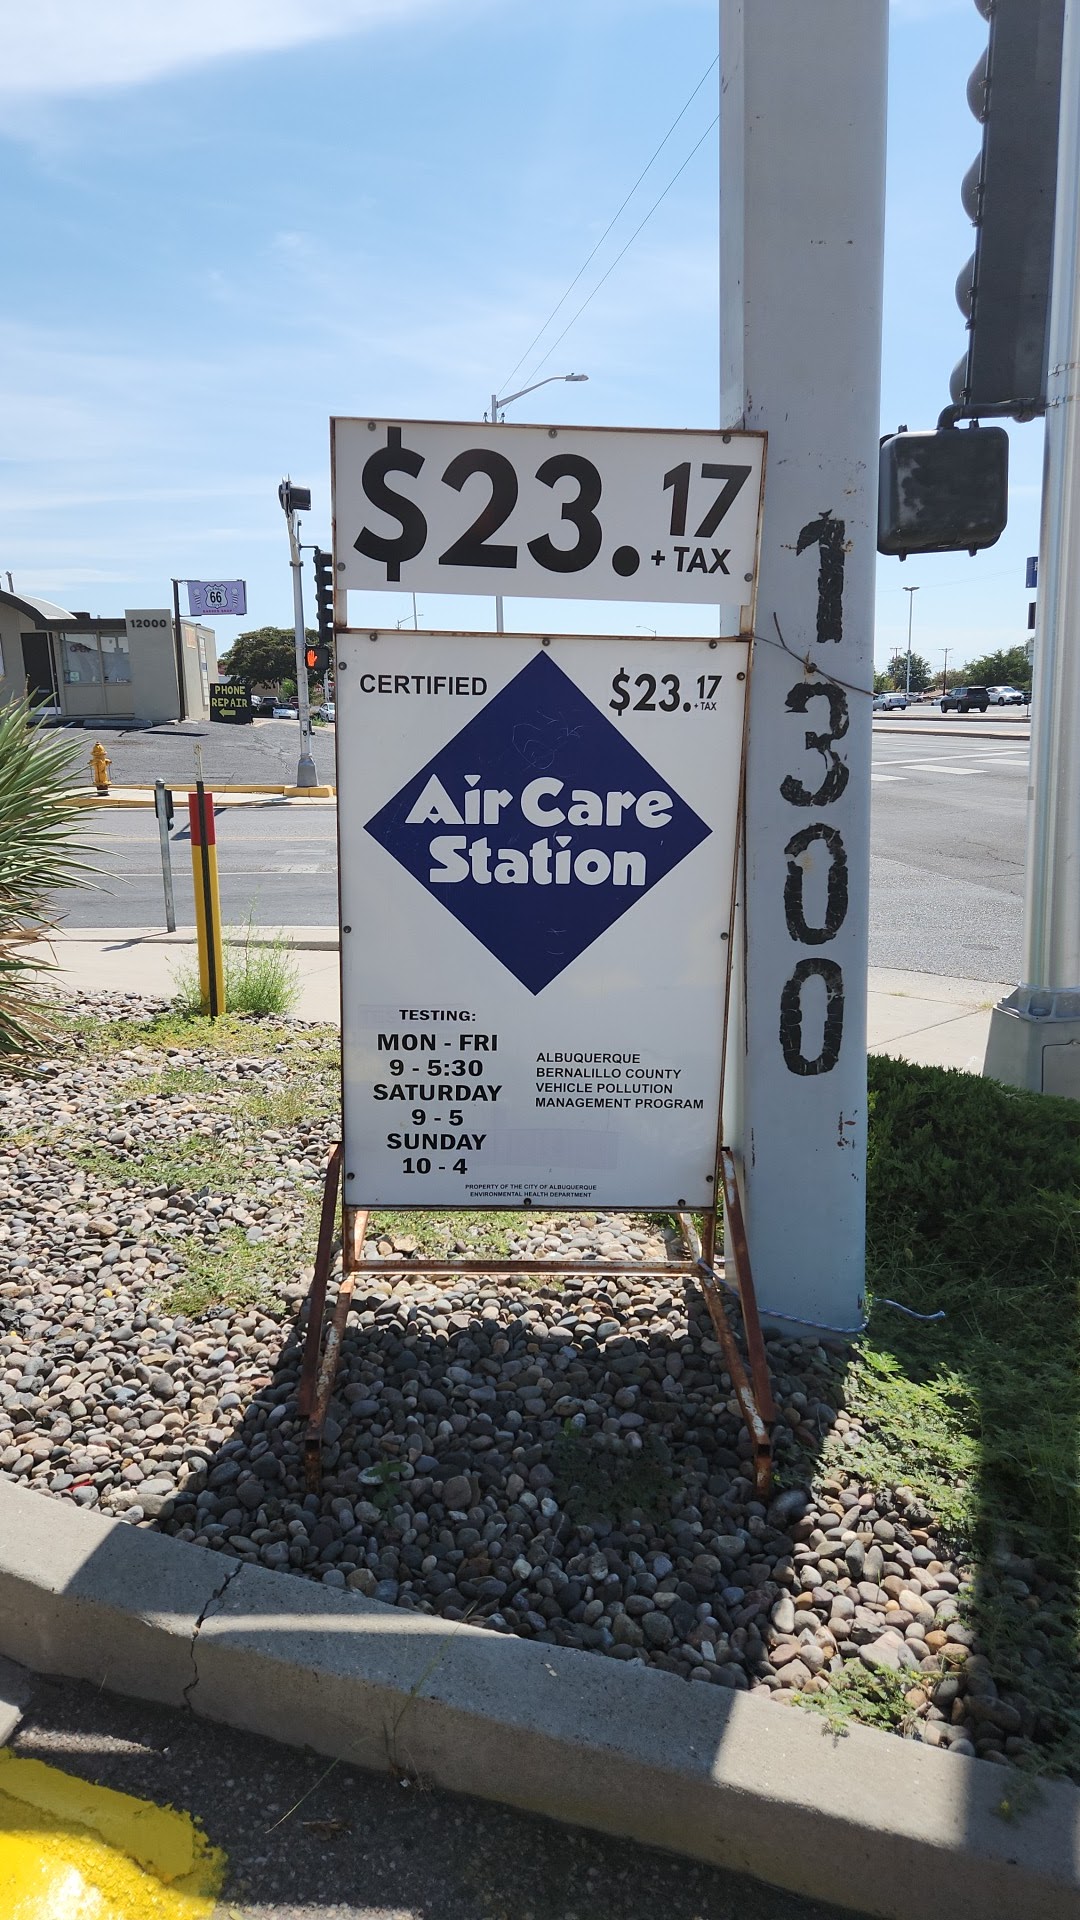 $23.17
+ TAX
CERTIFIED
$23.17
+ TAX
Air Care
Station
TESTING:
MON - FRI
9 - 5:30
SATURDAY
9 - 5
SUNDAY
10 - 4
ALBUQUERQUE
BERNALILLO COUNTY
VEHICLE POLLUTION
MANAGEMENT PROGRAM
PROPERTY OF THE CITY OF ALBUQUERQUE
ENVIRONMENTAL HEALTH DEPARTMENT
1300
12000
66
BARBER SHOP
PHONE
REPAIR